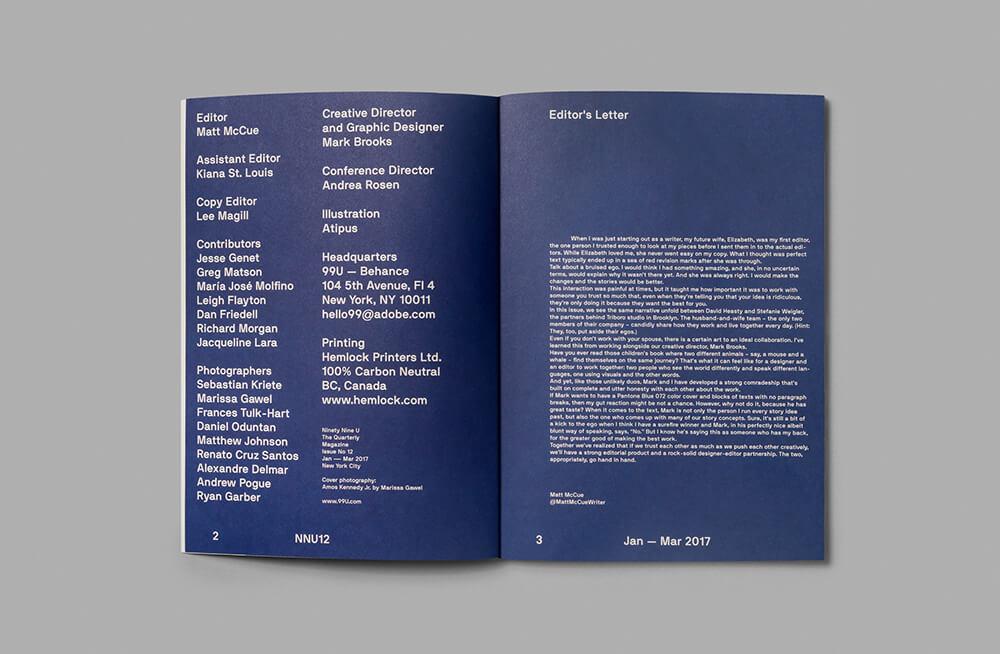 Editor
Matt McCue
Assistant Editor
Kiana St. Louis
Copy Editor
Lee Magill
Contributors
Jesse Genet
Greg Matson
María José Molfino
Leigh Flayton
Dan Friedell
Richard Morgan
Jacqueline Lara
Photographers
Sebastian Kriete
Marissa Gawel
Frances Tulk-Hart
Daniel Oduntan
Matthew Johnson
Renato Cruz Santos
Alexandre Delmar
Andrew Pogue
Ryan Garber
2
NNU12
Creative Director
and Graphic Designer
Mark Brooks
Conference Director
Andrea Rosen
Illustration
Atipus
Headquarters
99U — Behance
104 5th Avenue, Fl 4
New York, NY 10011
hello99@adobe.com
Printing
Hemlock Printers Ltd.
100% Carbon Neutral
BC, Canada
www.hemlock.com
Ninety Nine U
The Quarterly
Magazine
Issue No 12
Jan — Mar 2017
New York City
Cover photography:
Amos Kennedy Jr. by Marissa Gawel
www.99U.com
Editor's Letter
When I was just starting out as a writer, my future wife, Elizabeth, was my first editor,
the one person I trusted enough to look at my pieces before I sent them in to the actual edi-
tors. While Elizabeth loved me, she never went easy on my copy. What I thought was perfect
text typically ended up in a sea of red revision marks after she was through.
Talk about a bruised ego. I would think I had something amazing, and she, in no uncertain
terms, would explain why it wasn't there yet. And she was always right. I would make the
changes and the stories would be better.
This interaction was painful at times, but it taught me how important it was to work with
someone you trust so much that, even when they're telling you that your idea is ridiculous,
they're only doing it because they want the best for you.
In this issue, we see the same narrative unfold between David Heasty and Stefanie Weigler,
the partners behind Triboro studio in Brooklyn. The husband-and-wife team – the only two
members of their company – candidly share how they work and live together every day. (Hint:
They, too, put aside their egos.)
Even if you don't work with your spouse, there is a certain art to an ideal collaboration. I've
learned this from working alongside our creative director, Mark Brooks.
Have you ever read those children's book where two different animals – say, a mouse and a
whale – find themselves on the same journey? That's what it can feel like for a designer and
an editor to work together: two people who see the world differently and speak different lan-
guages, one using visuals and the other words.
And yet, like those unlikely duos, Mark and I have developed a strong comradeship that's
built on complete and utter honesty with each other about the work.
If Mark wants to have a Pantone Blue 072 color cover and blocks of texts with no paragraph
breaks, then my gut reaction might be not a chance. However, why not do it, because he has
great taste? When it comes to the text, Mark is not only the person I run every story idea
past, but also the one who comes up with many of our story concepts. Sure, it's still a bit of
a kick to the ego when I think I have a surefire winner and Mark, in his perfectly nice albeit
blunt way of speaking, says, "No." But I know he's saying this as someone who has my back,
for the greater good of making the best work.
Together we've realized that if we trust each other as much as we push each other creatively,
we'll have a strong editorial product and a rock-solid designer-editor partnership. The two,
appropriately, go hand in hand.
Matt McCue
@MattMcCueWriter
3
Jan — Mar 2017